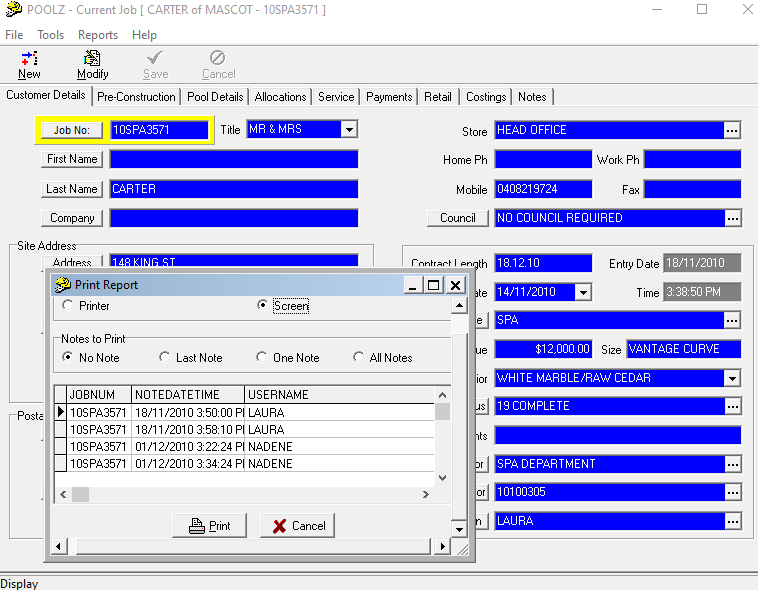 POOLZ - Current Job [ CARTER of MASCOT - 10SPA3571 ]
File Tools Reports Help
New Modify Save Cancel
Customer Details Pre-Construction Pool Details Allocations Service Payments Retail Costings Notes
Job No: 10SPA3571 Title MR & MRS Store HEAD OFFICE
First Name Home Ph Work Ph
Last Name CARTER Mobile 0408219724 Fax
Company Council NO COUNCIL REQUIRED
Site Address
Address 148 KING ST Contract Length 18.12.10 Entry Date 18/11/2010
Print Report
ate 14/11/2010 Time 3:38:50 PM
Printer Screen
e SPA
Notes to Print
ue $12,000.00 Size VANTAGE CURVE
No Note Last Note One Note All Notes
ior WHITE MARBLE/RAW CEDAR
JOBNUM NOTEDATETIME USERNAME
us 19 COMPLETE
Posta
10SPA3571 18/11/2010 3:50:00 PM LAURA
10SPA3571 18/11/2010 3:58:10 PM LAURA
nts
10SPA3571 01/12/2010 3:22:24 PM NADENE
10SPA3571 01/12/2010 3:34:24 PM NADENE
or SPA DEPARTMENT
or 10100305
Print Cancel
n LAURA
Display